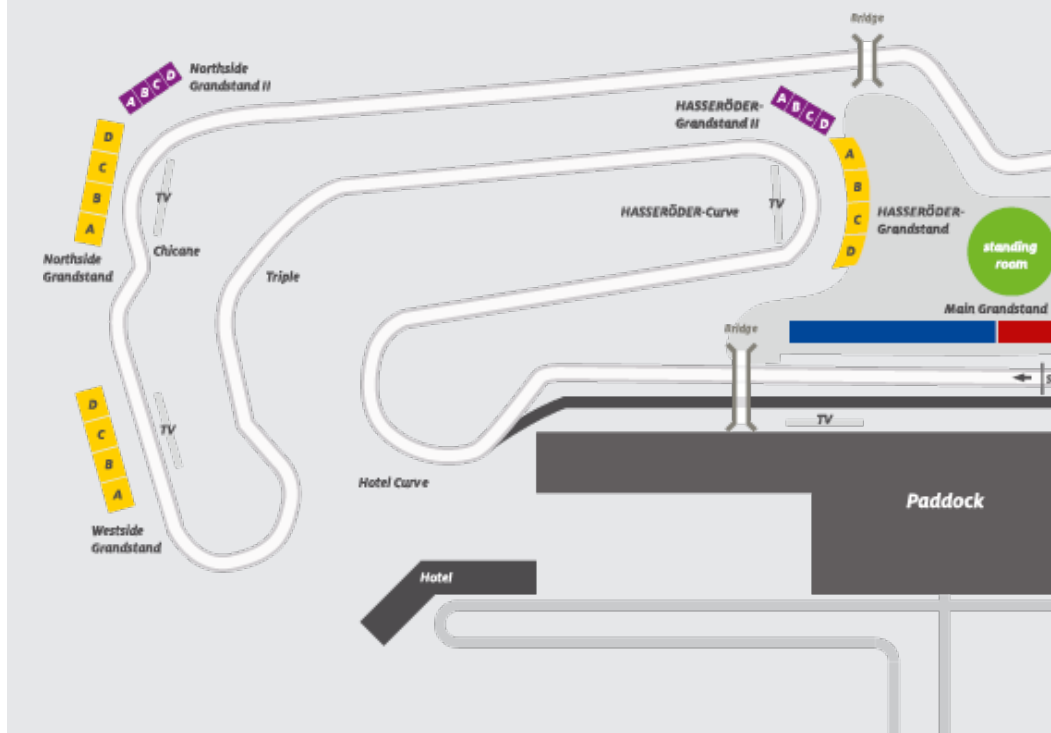 Bridge
Northside
Grandstand II
A B C D
HASSERÖDER-
Grandstand II
A B C D
D
C
B
A
TV
Chicane
Northside
Grandstand
Triple
HASSERÖDER-Curve
TV
A
B
C
D
HASSERÖDER-
Grandstand
standing
room
Main Grandstand
Bridge
S
TV
D
C
B
A
TV
Westside
Grandstand
Hotel Curve
Paddock
Hotel